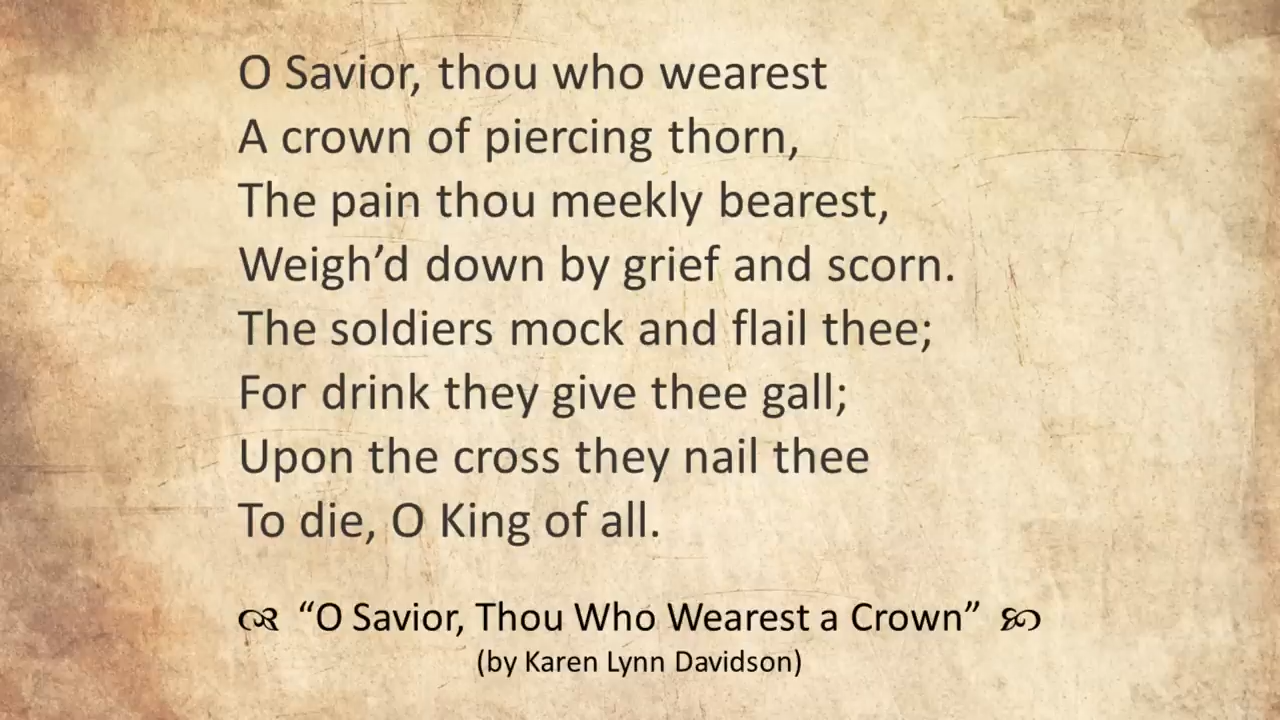 O Savior, thou who wearest
A crown of piercing thorn,
The pain thou meekly bearest,
Weigh’d down by grief and scorn.
The soldiers mock and flail thee;
For drink they give thee gall;
Upon the cross they nail thee
To die, O King of all.
“O Savior, Thou Who Wearest a Crown”
(by Karen Lynn Davidson)